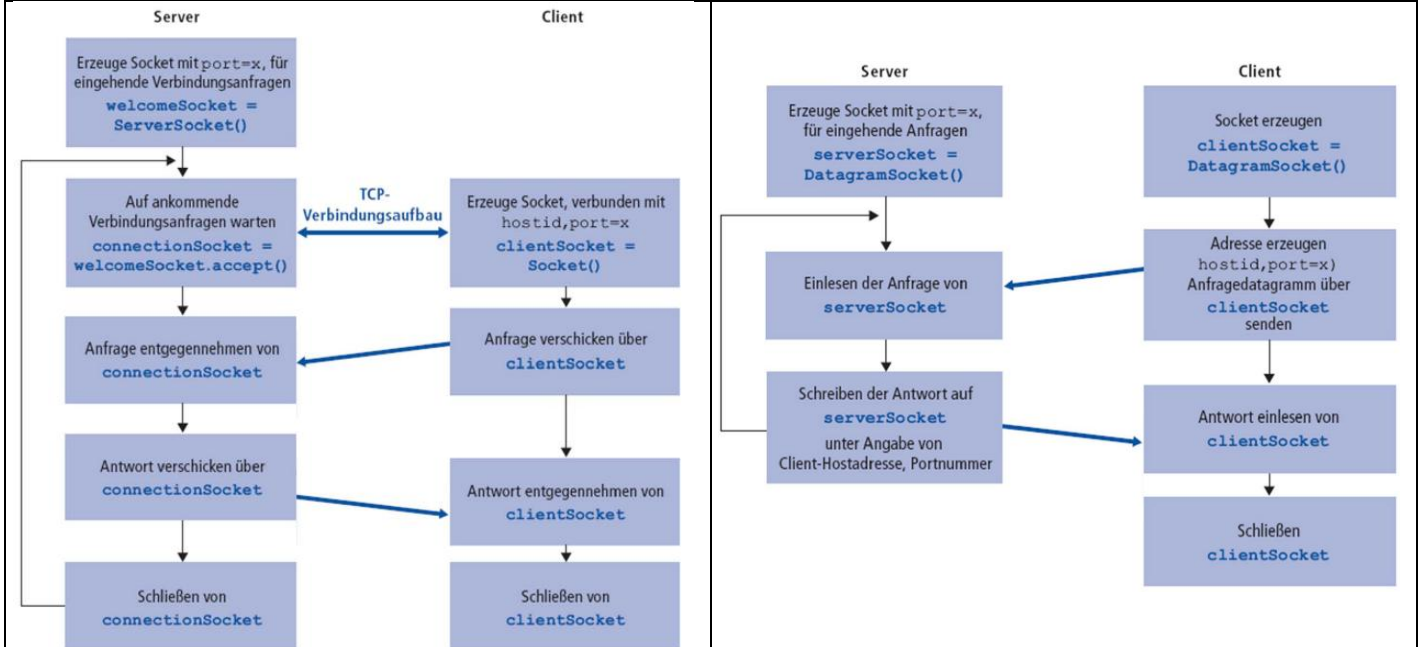 Server
Erzeuge Socket mit port=x, für
eingehende Verbindungsanfragen
welcomeSocket =
ServerSocket()
Auf ankommende
Verbindungsanfragen warten
connectionSocket =
welcomeSocket.accept()
Anfrage entgegennehmen von
connectionSocket
Antwort verschicken über
connectionSocket
Schließen von
connectionSocket
TCP-
Verbindungsaufbau
Client
Erzeuge Socket, verbunden mit
hostid,port=x
clientSocket =
Socket()
Anfrage verschicken über
clientSocket
Antwort entgegennehmen von
clientSocket
Schließen von
clientSocket
Server
Erzeuge Socket mit port=x,
für eingehende Anfragen
serverSocket =
DatagramSocket()
Einlesen der Anfrage von
serverSocket
Schreiben der Antwort auf
serverSocket
unter Angabe von
Client-Hostadresse, Portnummer
Client
Socket erzeugen
clientSocket =
DatagramSocket()
Adresse erzeugen
hostid,port=x)
Anfragedatagramm über
clientSocket
senden
Antwort einlesen von
clientSocket
Schließen
clientSocket